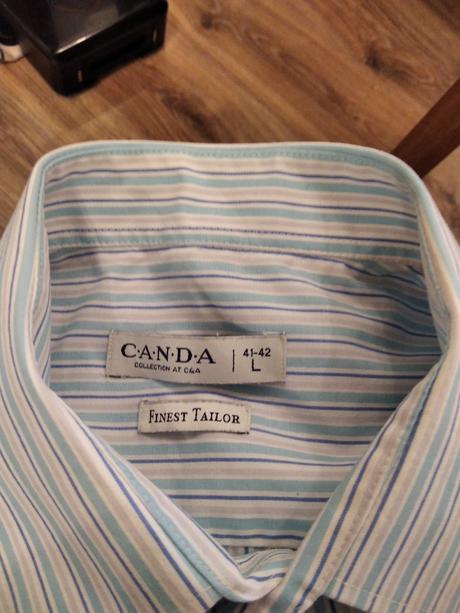 C·A·N·D·A
COLLECTION AT C&A
41-42
L
FINEST TAILOR